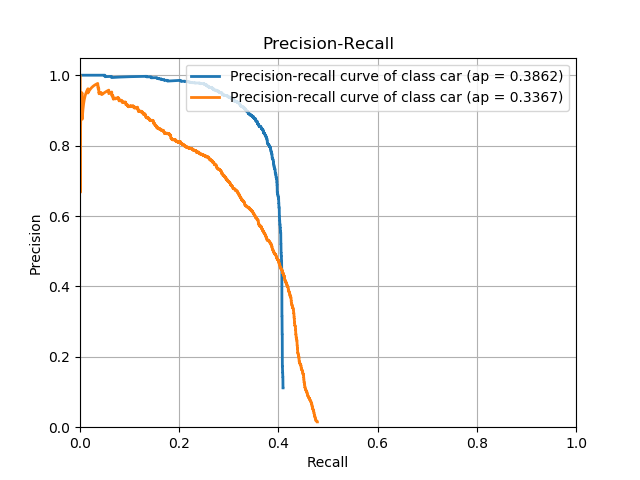 Precision-Recall
Precision-recall curve of class car (ap = 0.3862)
Precision-recall curve of class car (ap = 0.3367)
1.0
0.8
0.6
0.4
0.2
0.0
Precision
0.0 0.2 0.4 0.6 0.8 1.0
Recall